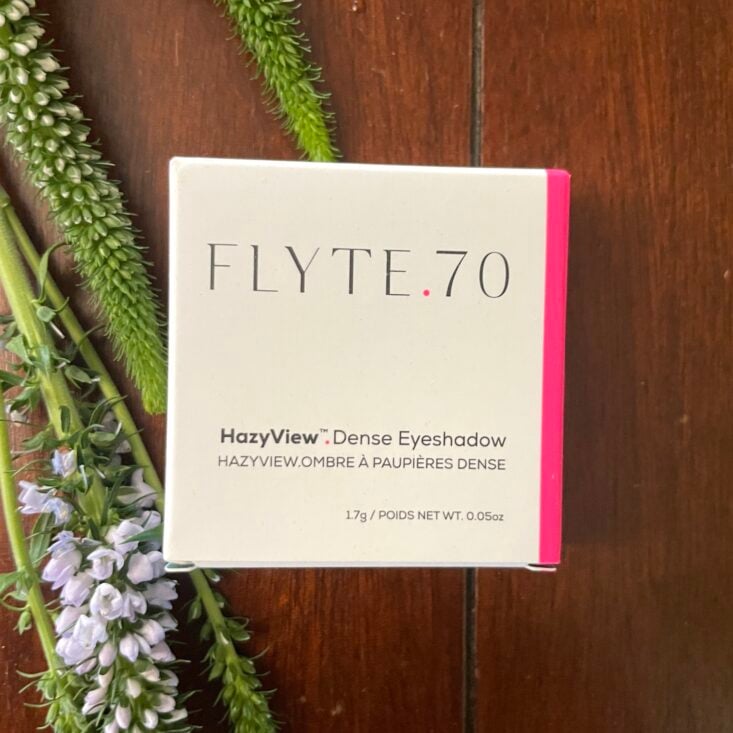 FLYTE.70
HazyView™.Dense Eyeshadow
HAZYVIEW.OMBRE À PAUPIÈRES DENSE
1.7g / POIDS NET WT. 0.05oz